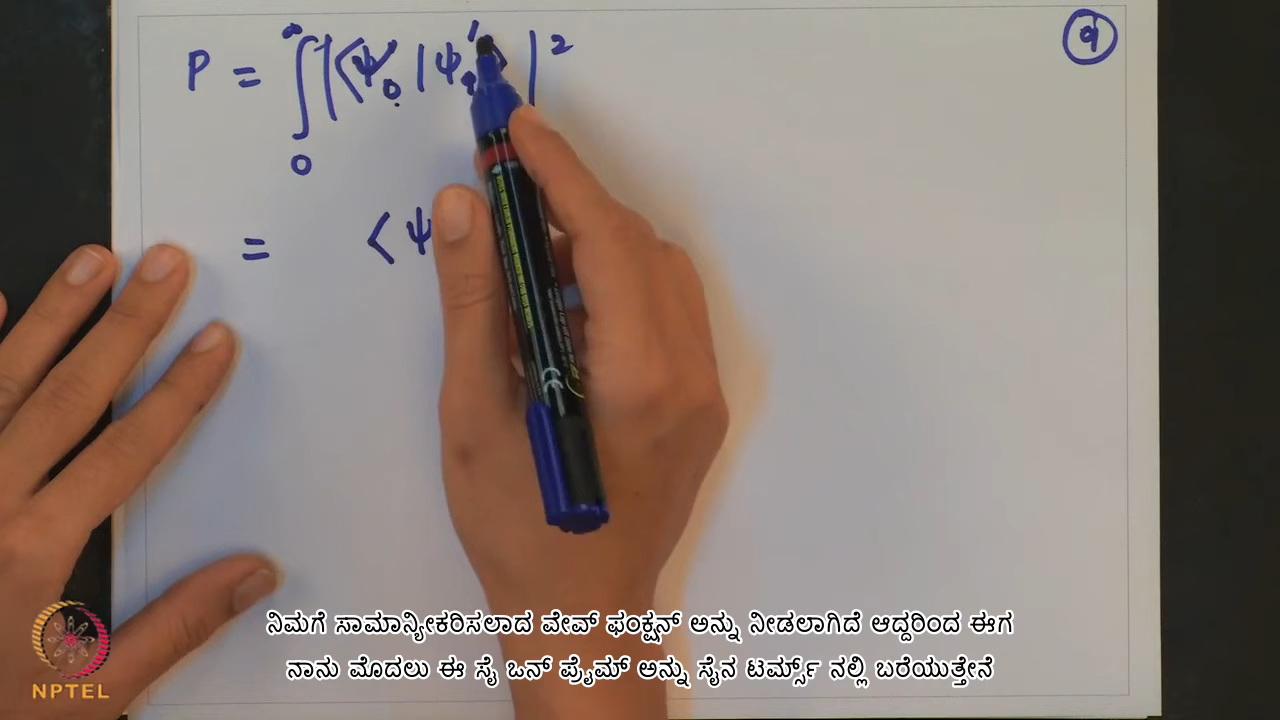 P = ∫₀^∞ |⟨ψ₀|ψ'⟩|²
9
= < ψ
ನಿಮಗೆ ಸಾಮಾನ್ಯೀಕರಿಸಲಾದ ವೇವ್ ಫಂಕ್ಷನ್ ಅನ್ನು ನೀಡಲಾಗಿದೆ ಆದ್ದರಿಂದ ಈಗ
ನಾನು ಮೊದಲು ಈ ಸೈ ಒನ್ ಪ್ರೈಮ್ ಅನ್ನು ಸೈನ ಟರ್ಮ್ಸ್ ನಲ್ಲಿ ಬರೆಯುತ್ತೇನೆ
NPTEL